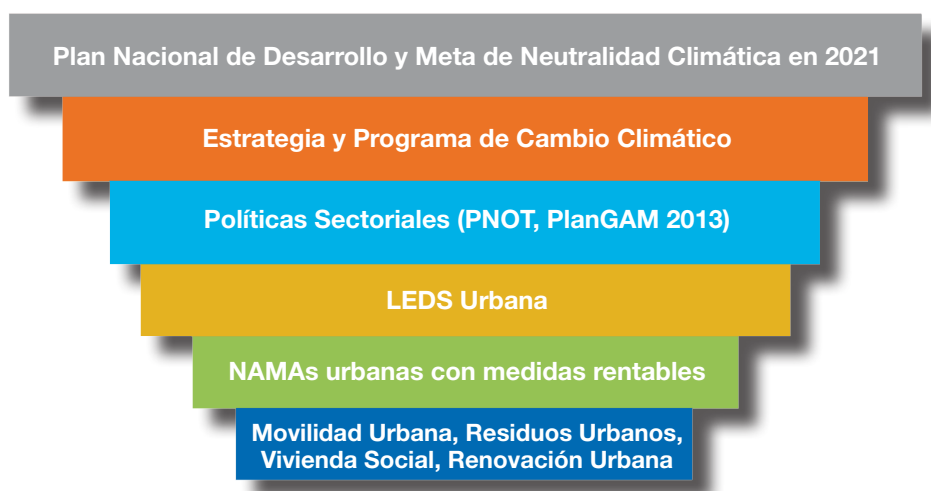 Plan Nacional de Desarrollo y Meta de Neutralidad Climática en 2021
Estrategia y Programa de Cambio Climático
Políticas Sectoriales (PNOT, PlanGAM 2013)
LEDS Urbana
NAMAs urbanas con medidas rentables
Movilidad Urbana, Residuos Urbanos,
Vivienda Social, Renovación Urbana